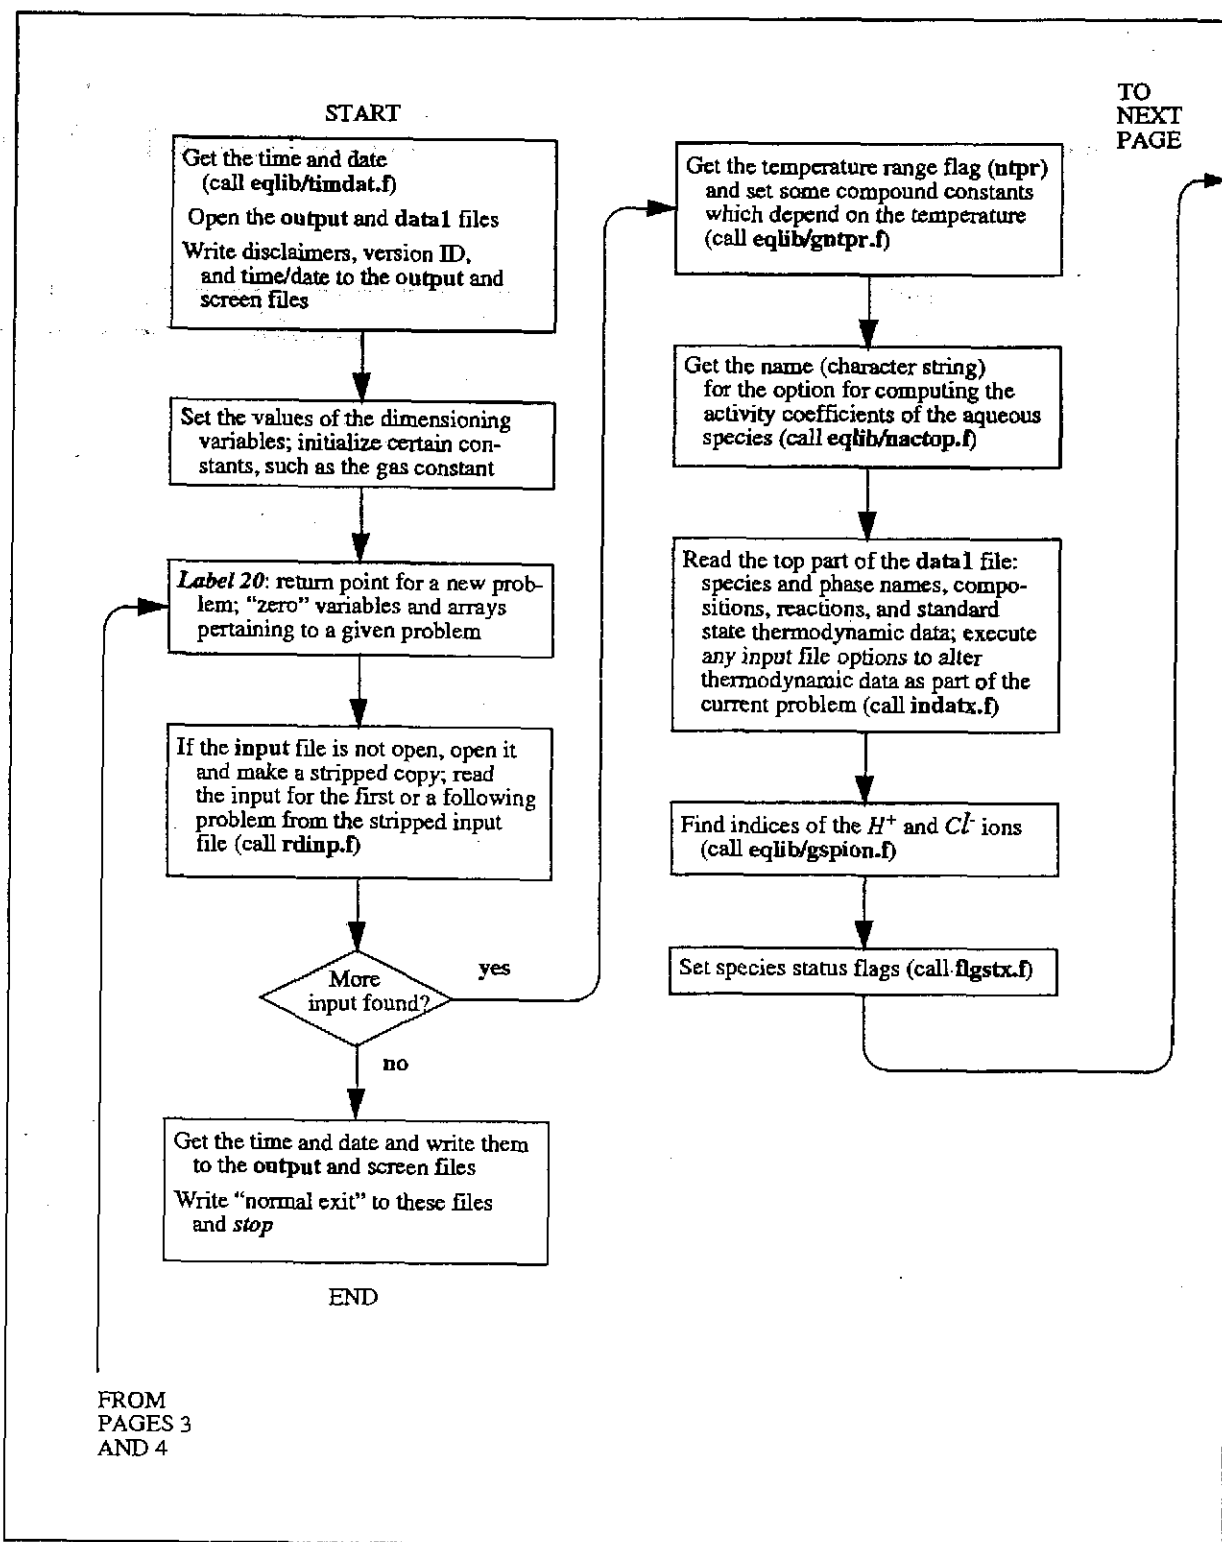 START
Get the time and date
(call eqlib/timdat.f)
Open the output and data1 files
Write disclaimers, version ID,
and time/date to the output and
screen files
Set the values of the dimensioning
variables; initialize certain con-
stants, such as the gas constant
Label 20: return point for a new prob-
lem; “zero” variables and arrays
pertaining to a given problem
If the input file is not open, open it
and make a stripped copy; read
the input for the first or a following
problem from the stripped input
file (call rdinp.f)
More
input found?
yes
no
Get the time and date and write them
to the output and screen files
Write “normal exit” to these files
and stop
END
FROM
PAGES 3
AND 4
Get the temperature range flag (ntpr)
and set some compound constants
which depend on the temperature
(call eqlib/gntpr.f)
Get the name (character string)
for the option for computing the
activity coefficients of the aqueous
species (call eqlib/nactop.f)
Read the top part of the data1 file:
species and phase names, compo-
sitions, reactions, and standard
state thermodynamic data; execute
any input file options to alter
thermodynamic data as part of the
current problem (call indatx.f)
Find indices of the H⁺ and Cl⁻ ions
(call eqlib/gspion.f)
Set species status flags (call flgstx.f)
TO
NEXT
PAGE